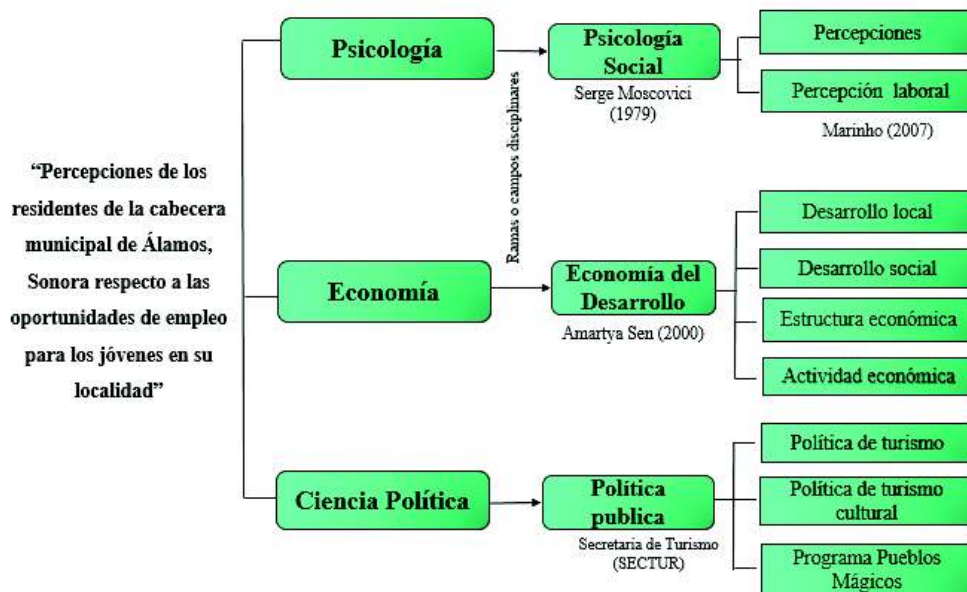 “Percepciones de los
residentes de la cabecera
municipal de Álamos,
Sonora respecto a las
oportunidades de empleo
para los jóvenes en su
localidad”
Psicología
Psicología
Social
Serge Moscovici
(1979)
Percepciones
Percepción laboral
Marinho (2007)
Ramas o campos disciplinares
Economía
Economía del
Desarrollo
Amartya Sen (2000)
Desarrollo local
Desarrollo social
Estructura económica
Actividad económica
Ciencia Política
Política
publica
Secretaria de Turismo
(SECTUR)
Política de turismo
Política de turismo
cultural
Programa Pueblos
Mágicos